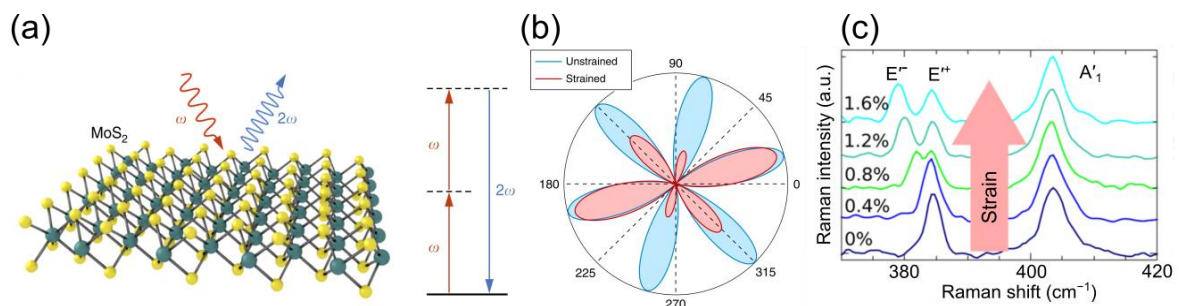 (a)
ω
2ω
MoS₂
ω
ω
2ω
(b)
Unstrained
Strained
90
45
0
315
270
225
180
(c)
Raman intensity (a.u.)
E′⁻
E′⁺
A′₁
1.6%
1.2%
0.8%
0.4%
0%
Strain
380
400
420
Raman shift (cm⁻¹)